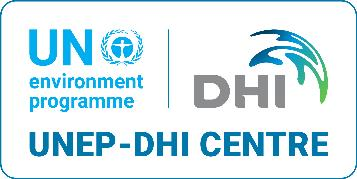 UN
environment
programme
DHI
UNEP-DHI CENTRE